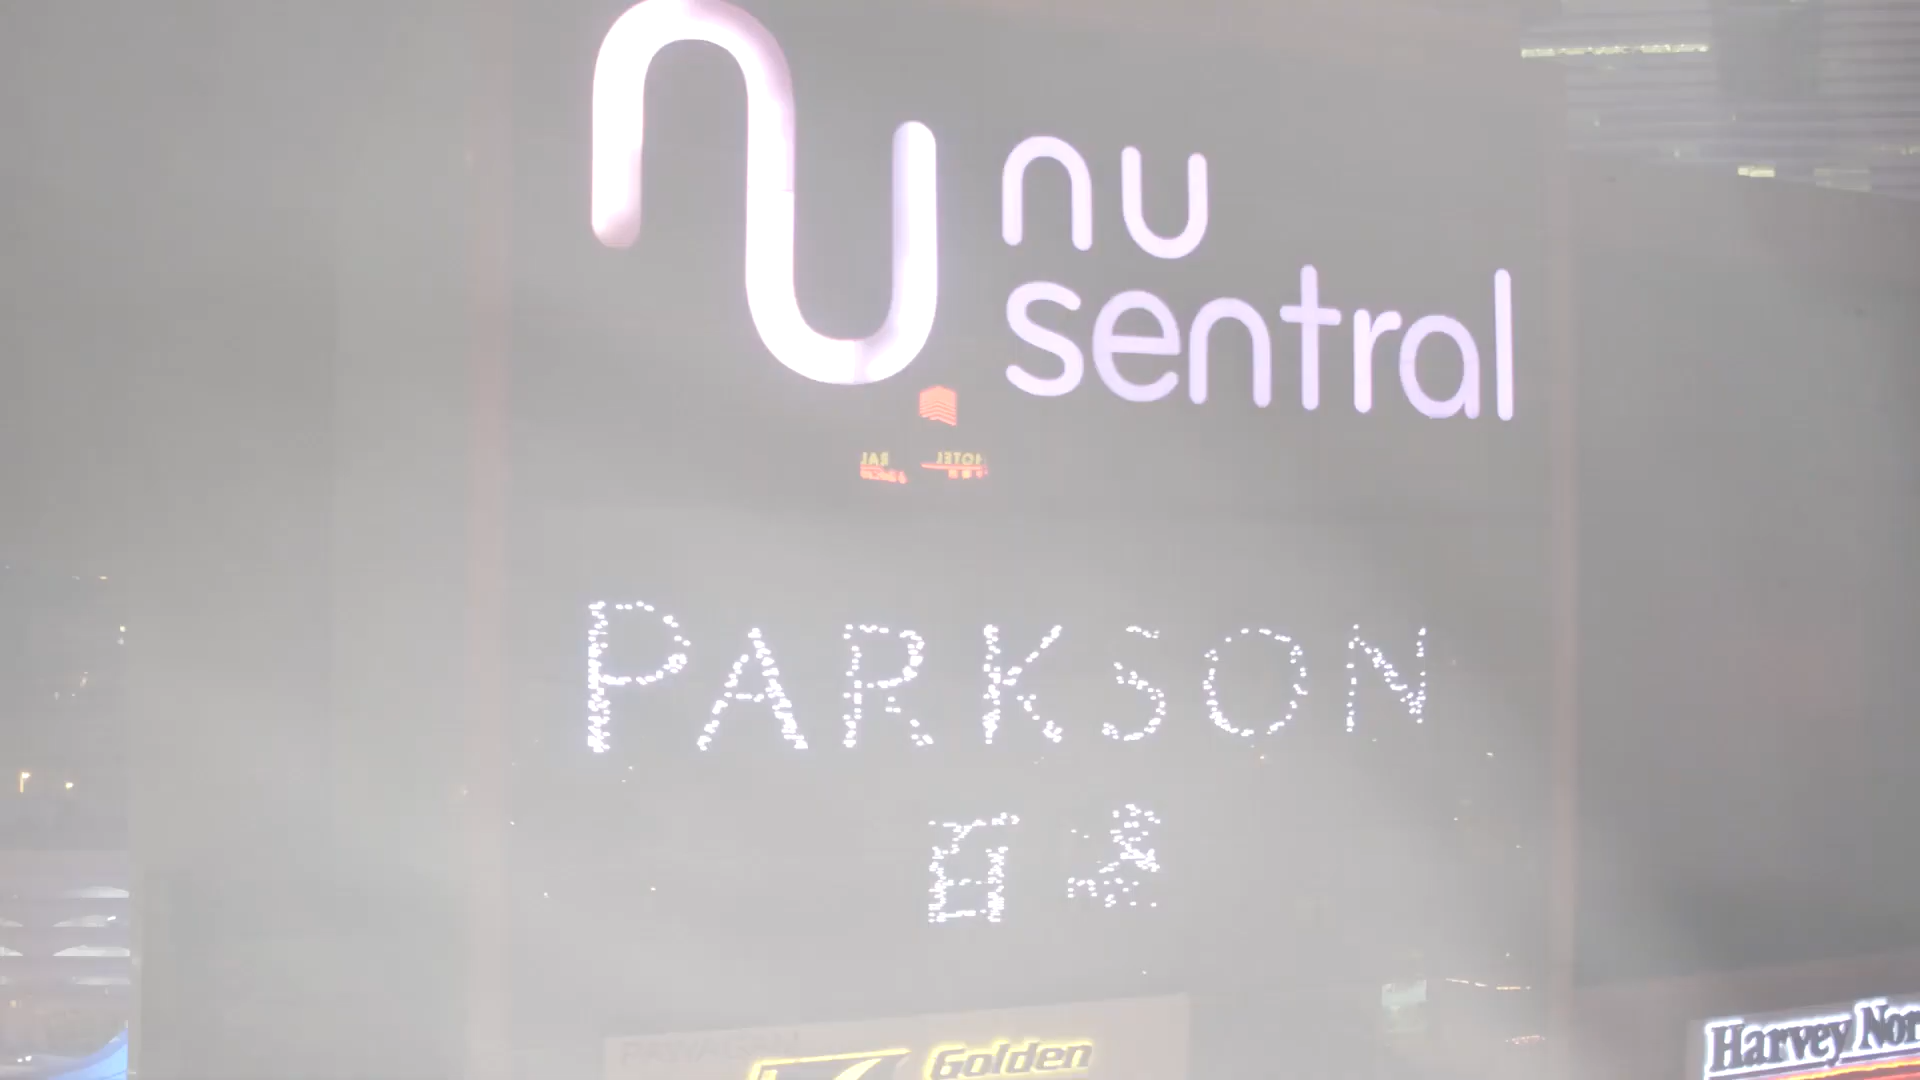 nu
sentral
PARKSON
百盛
Golden
Harvey Nor